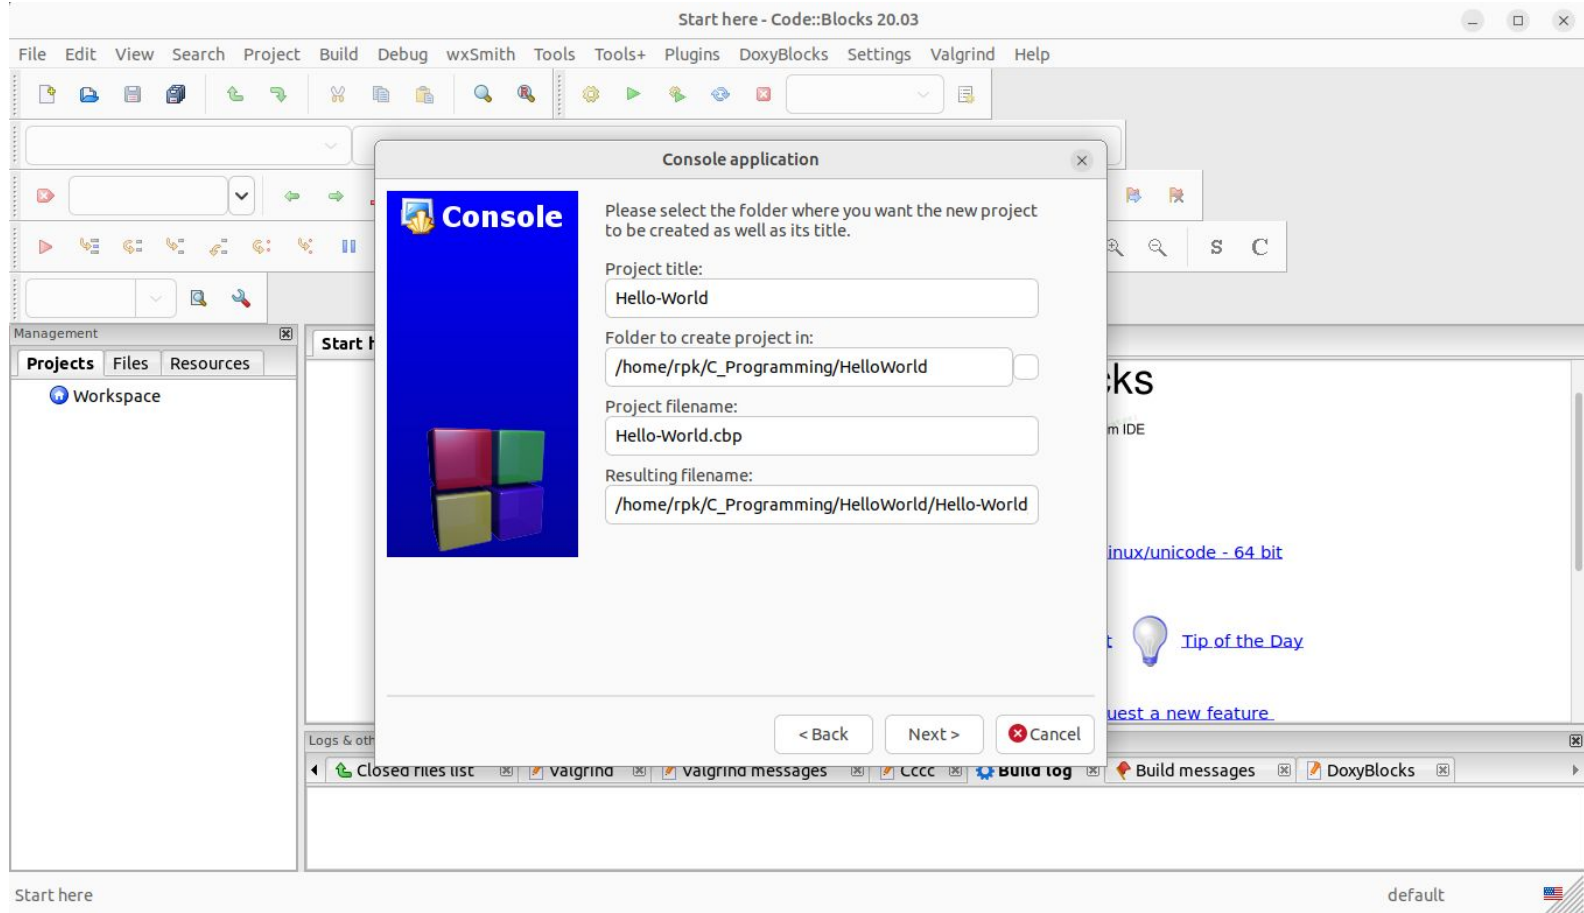 Start here - Code::Blocks 20.03
File Edit View Search Project Build Debug wxSmith Tools Tools+ Plugins DoxyBlocks Settings Valgrind Help
Console application
Console
Please select the folder where you want the new project
to be created as well as its title.
Project title:
Hello-World
Folder to create project in:
/home/rpk/C_Programming/HelloWorld
Project filename:
Hello-World.cbp
Resulting filename:
/home/rpk/C_Programming/HelloWorld/Hello-World
< Back Next > Cancel
S C
Management
Projects Files Resources
Workspace
Start h
ks
m IDE
inux/unicode - 64 bit
t Tip of the Day
uest a new feature
Logs & oth
Closed files list Valgrind Valgrind messages Cccc Build log Build messages DoxyBlocks
Start here default